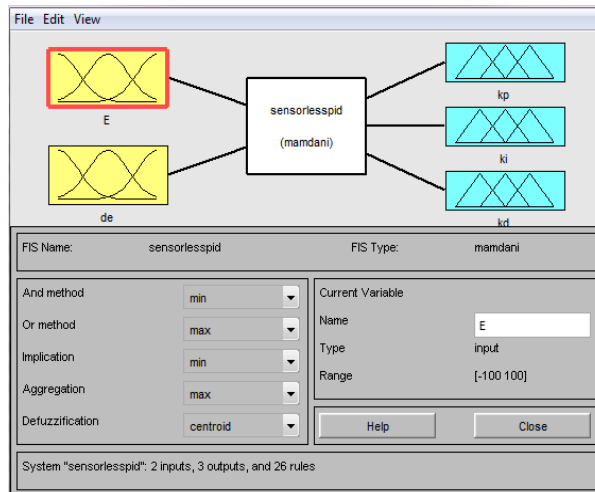 File Edit View
E
de
sensorlesspid
(mamdani)
kp
ki
kd
FIS Name: sensorlesspid FIS Type: mamdani
And method min
Or method max
Implication min
Aggregation max
Defuzzification centroid
Current Variable
Name E
Type input
Range [-100 100]
Help Close
System "sensorlesspid": 2 inputs, 3 outputs, and 26 rules